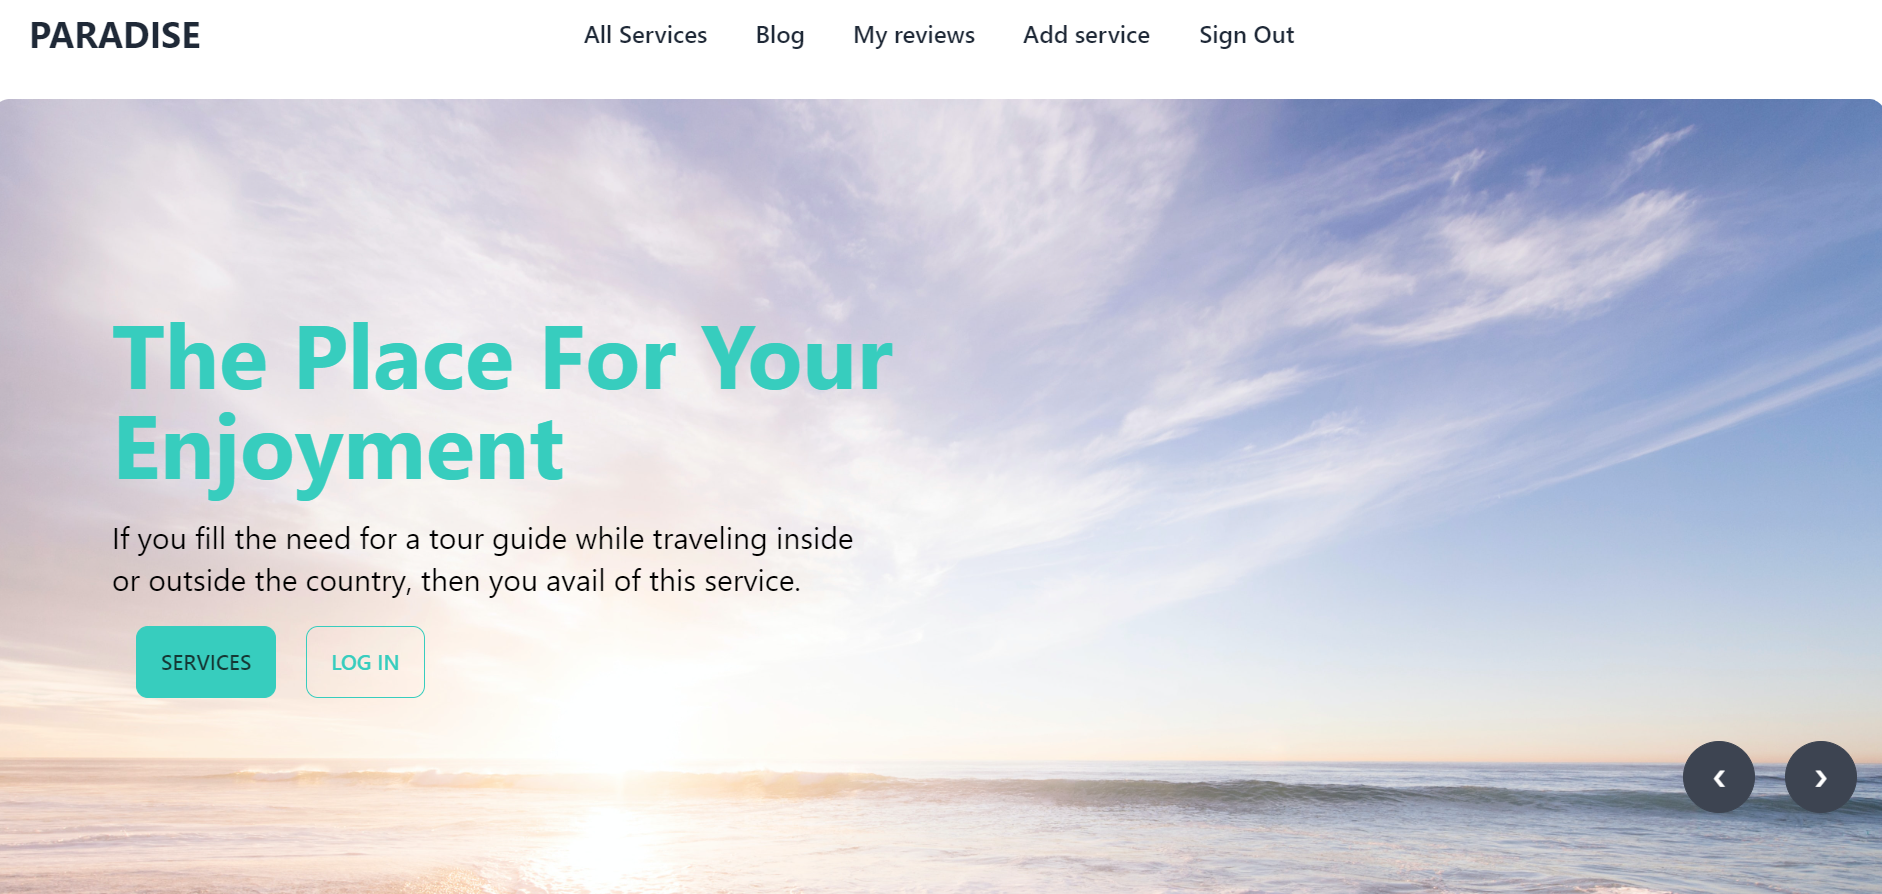 PARADISE
All Services Blog My reviews Add service Sign Out
The Place For Your
Enjoyment
If you fill the need for a tour guide while traveling inside
or outside the country, then you avail of this service.
SERVICES LOG IN
❮ ❯